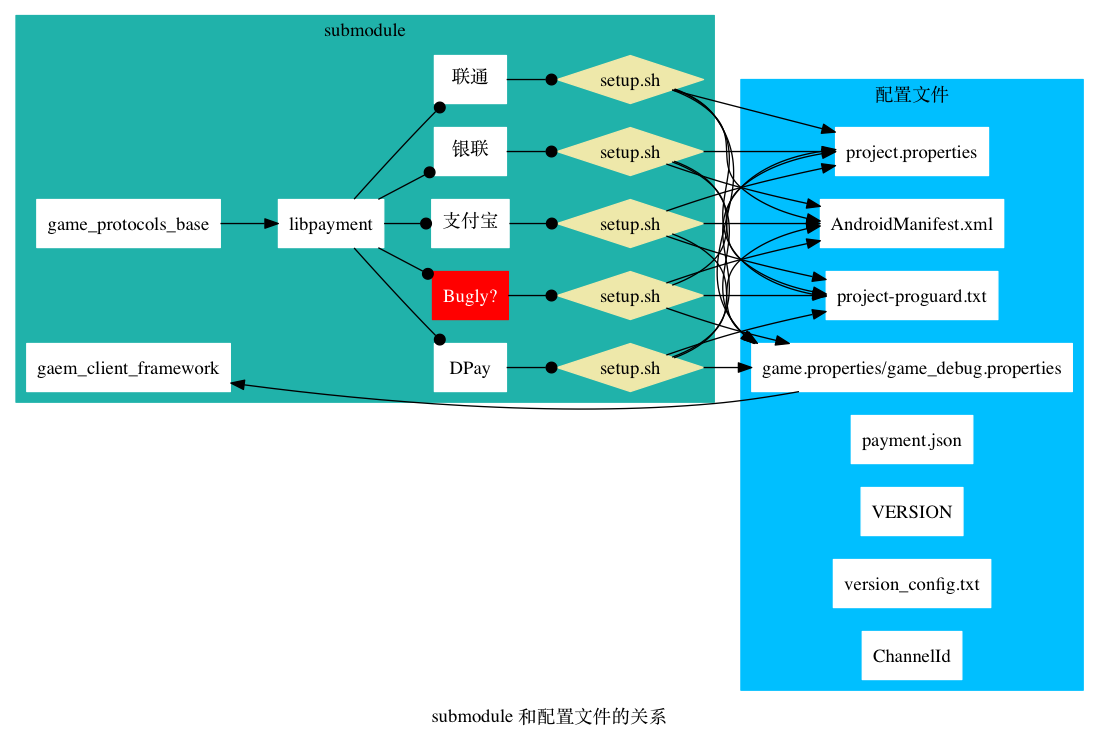 submodule
联通
setup.sh
配置文件
银联
setup.sh
project.properties
game_protocols_base
libpayment
支付宝
setup.sh
AndroidManifest.xml
Bugly?
setup.sh
project-proguard.txt
gaem_client_framework
DPay
setup.sh
game.properties/game_debug.properties
payment.json
VERSION
version_config.txt
ChannelId
submodule 和配置文件的关系